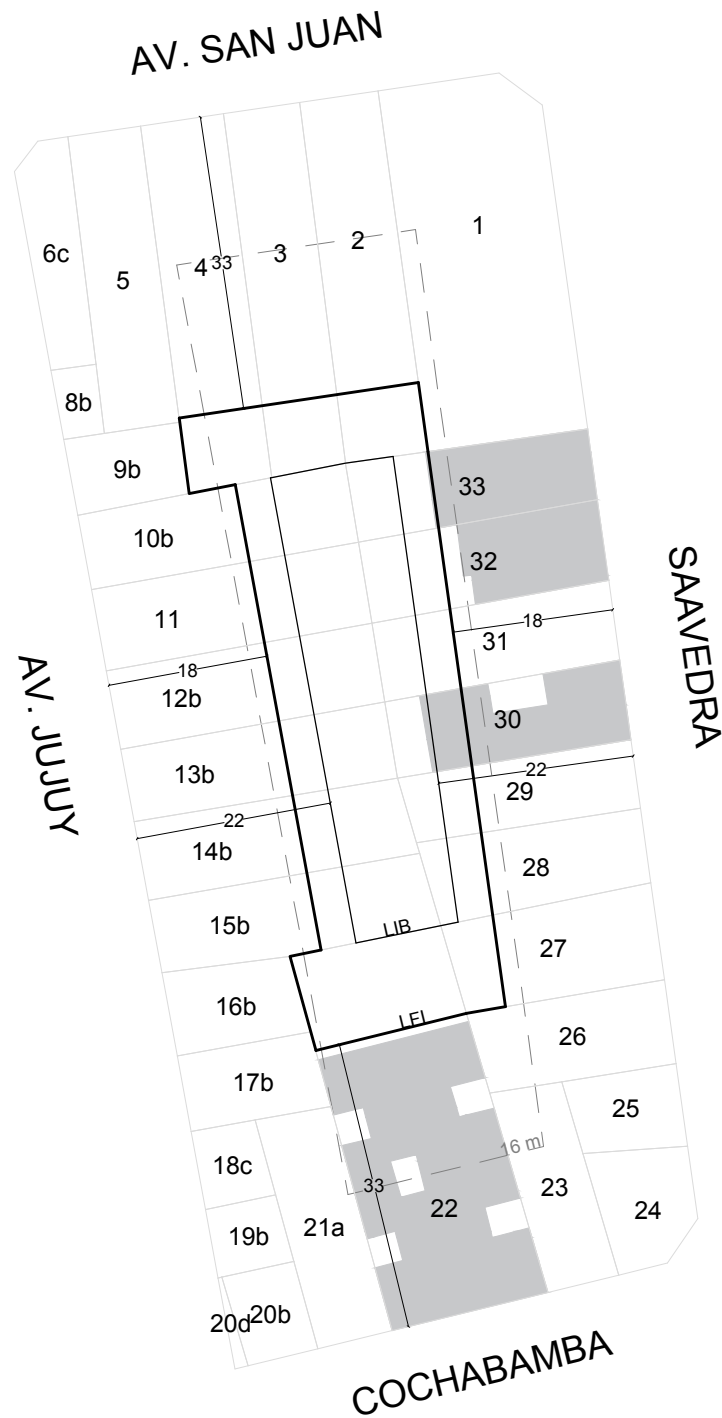 AV. SAN JUAN
1
2
3
4
33
6c
5
8b
9b
33
10b
32
11
18
31
18
12b
30
SAAVEDRA
AV. JUJUY
13b
22
29
22
14b
28
15b
LIB
27
16b
LFI
26
17b
25
16 m
18c
33
23
22
24
21a
19b
20b
20d
COCHABAMBA